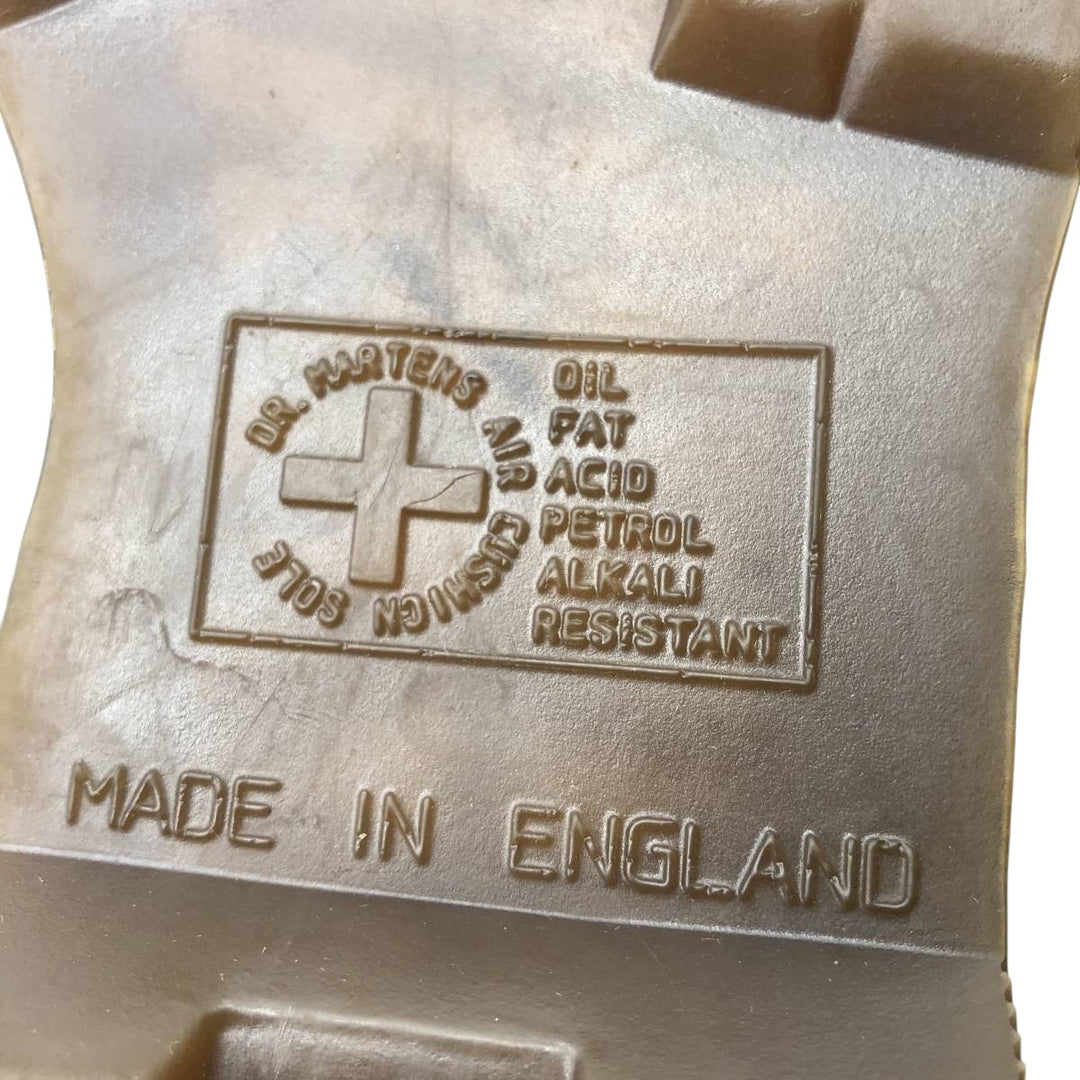 DR. MARTENS AIR CUSHION SOLE
OIL
FAT
ACID
PETROL
ALKALI
RESISTANT
MADE IN ENGLAND